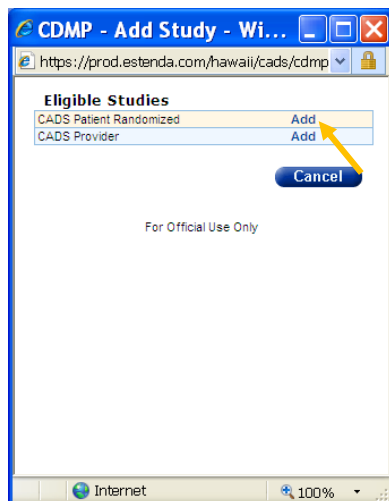 CDMP - Add Study - Wi...
https://prod.estenda.com/hawaii/cads/cdmp
Eligible Studies
CADS Patient Randomized Add
CADS Provider Add
Cancel
For Official Use Only
Internet 100%